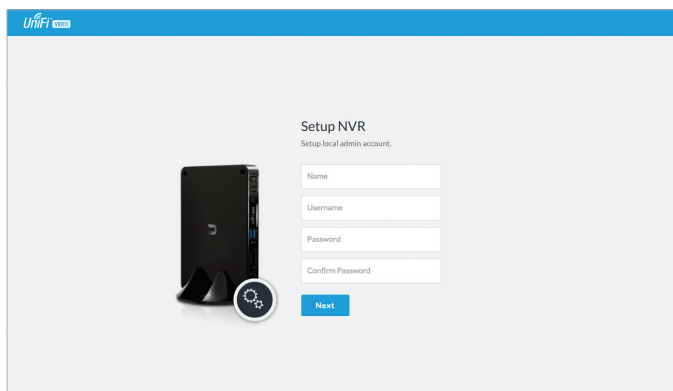 UniFi VIDEO
Setup NVR
Setup local admin account.
Name
Username
Password
Confirm Password
Next